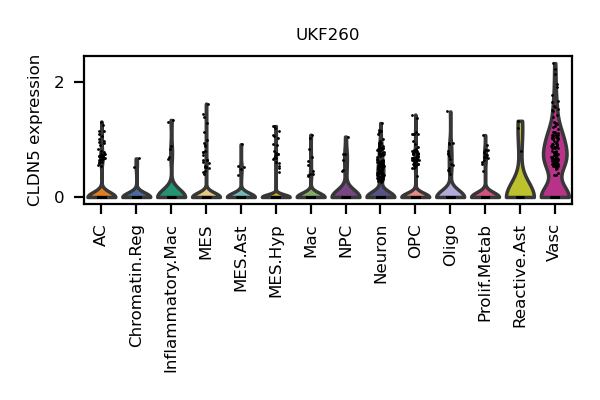 UKF260
CLDN5 expression
2
0
AC
Chromatin.Reg
Inflammatory.Mac
MES
MES.Ast
MES.Hyp
Mac
NPC
Neuron
OPC
Oligo
Prolif.Metab
Reactive.Ast
Vasc